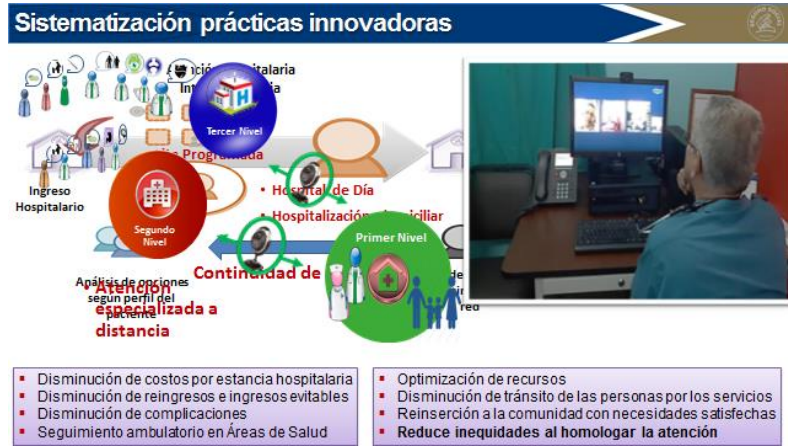 Sistematización prácticas innovadoras
Tercer Nivel
Programada
Hospital de Día
Ingreso
Hospitalario
Hospitalización
Segundo
Nivel
Primer Nivel
Análisis de opciones
según perfil del
paciente
Continuidad de
Atención
especializada a
distancia
red
Disminución de costos por estancia hospitalaria
Disminución de reingresos e ingresos evitables
Disminución de complicaciones
Seguimiento ambulatorio en Áreas de Salud
Optimización de recursos
Disminución de tránsito de las personas por los servicios
Reinserción a la comunidad con necesidades satisfechas
Reduce inequidades al homologar la atención